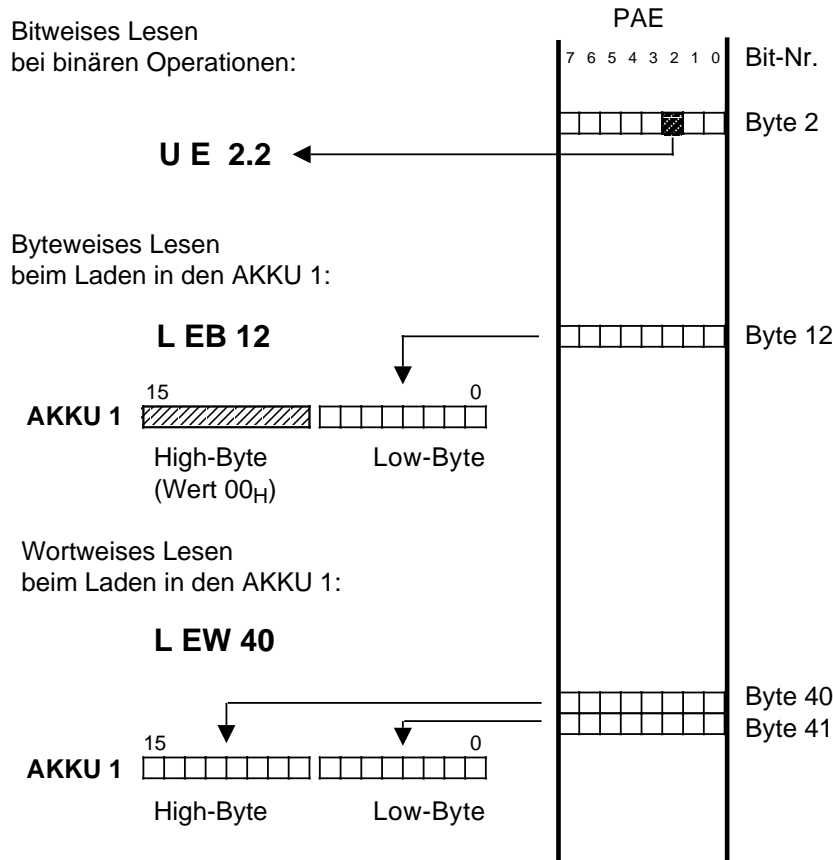 PAE
Bitweises Lesen
bei binären Operationen:
7 6 5 4 3 2 1 0 Bit-Nr.
Byte 2
U E 2.2
Byteweises Lesen
beim Laden in den AKKU 1:
L EB 12
Byte 12
15 0
AKKU 1
High-Byte Low-Byte
(Wert 00H)
Wortweises Lesen
beim Laden in den AKKU 1:
L EW 40
Byte 40
Byte 41
15 0
AKKU 1
High-Byte Low-Byte